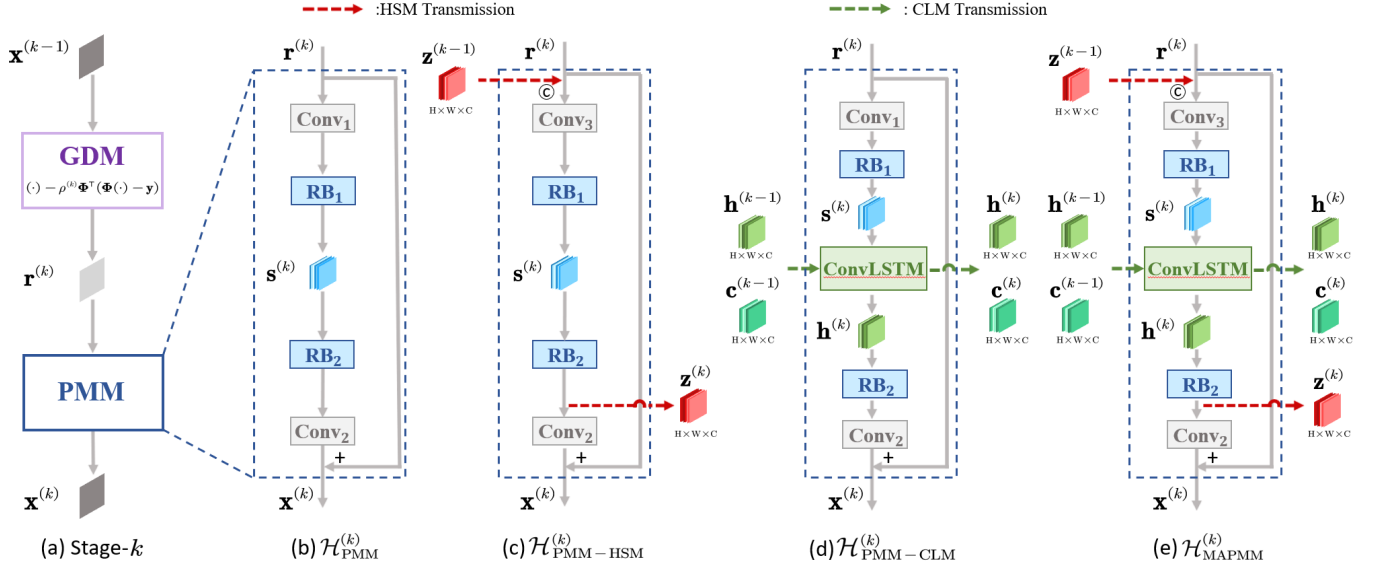 :HSM Transmission
: CLM Transmission
x^(k−1)
GDM
(·) − ρ^(k)Φ^⊤(Φ(·) − y)
r^(k)
PMM
x^(k)
(a) Stage-k
r^(k)
Conv₁
RB₁
s^(k)
RB₂
Conv₂
+
x^(k)
(b) ℋ^(k)_PMM
z^(k−1)
H×W×C
r^(k)
©
Conv₃
RB₁
s^(k)
RB₂
z^(k)
H×W×C
Conv₂
+
x^(k)
(c) ℋ^(k)_PMM−HSM
r^(k)
Conv₁
RB₁
s^(k)
h^(k−1)
H×W×C
ConvLSTM
c^(k−1)
H×W×C
h^(k)
H×W×C
c^(k)
H×W×C
h^(k)
RB₂
Conv₂
+
x^(k)
(d) ℋ^(k)_PMM−CLM
z^(k−1)
H×W×C
r^(k)
©
Conv₃
RB₁
s^(k)
h^(k−1)
H×W×C
ConvLSTM
c^(k−1)
H×W×C
h^(k)
H×W×C
c^(k)
H×W×C
h^(k)
RB₂
z^(k)
H×W×C
Conv₂
+
x^(k)
(e) ℋ^(k)_MAPMM